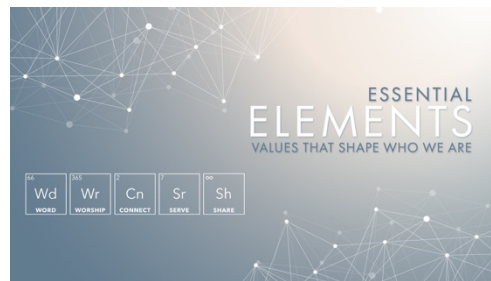 ESSENTIAL
ELEMENTS
VALUES THAT SHAPE WHO WE ARE
66 365 2 7 ∞
Wd Wr Cn Sr Sh
WORD WORSHIP CONNECT SERVE SHARE